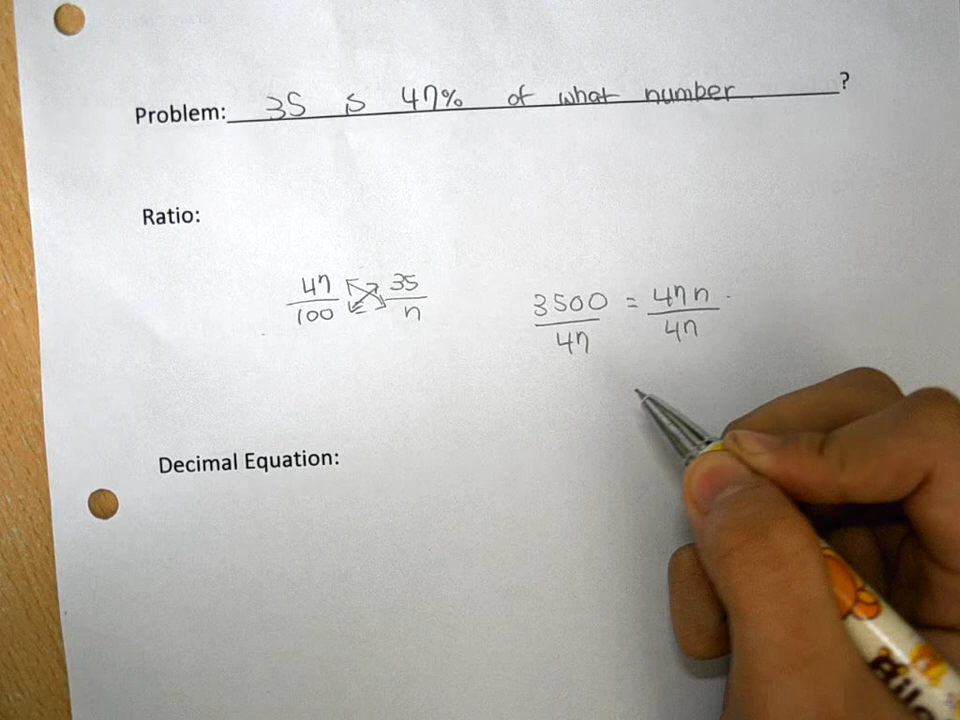 Problem: 35 is 47% of what number ?
Ratio:
47 35
100 n
3500 = 47n
47 47
Decimal Equation: